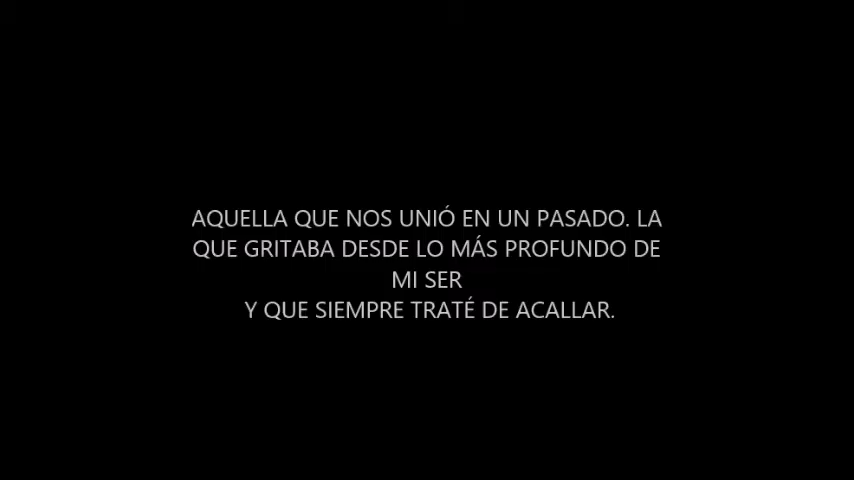 AQUELLA QUE NOS UNIÓ EN UN PASADO. LA
QUE GRITABA DESDE LO MÁS PROFUNDO DE
MI SER
Y QUE SIEMPRE TRATÉ DE ACALLAR.